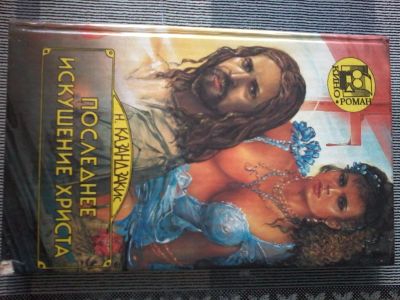 Н. КАЗАНДЗАКИС
ПОСЛЕДНЕЕ
ИСКУШЕНИЕ ХРИСТА
КИНО
РОМАН